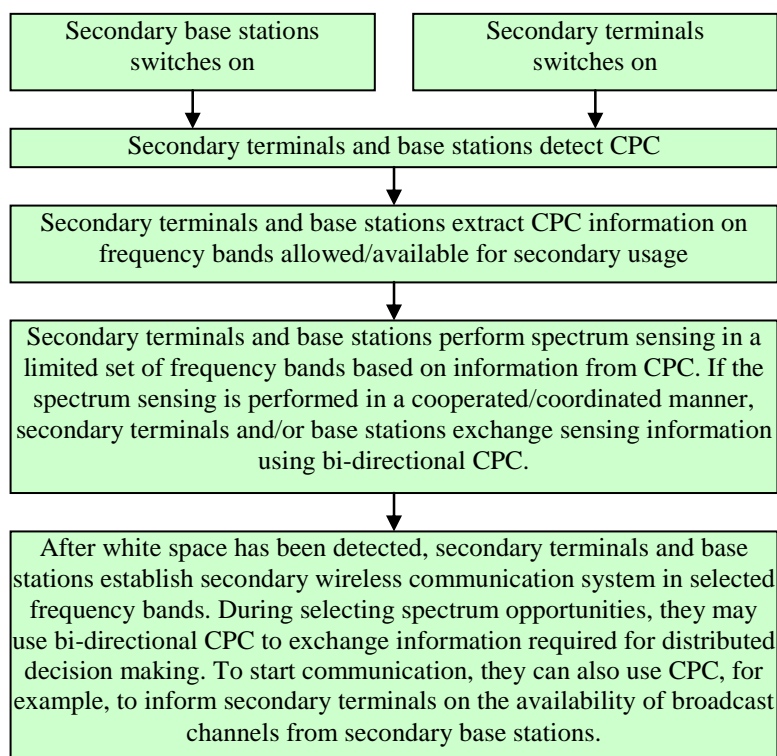 Secondary base stations
switches on
Secondary terminals
switches on
Secondary terminals and base stations detect CPC
Secondary terminals and base stations extract CPC information on
frequency bands allowed/available for secondary usage
Secondary terminals and base stations perform spectrum sensing in a
limited set of frequency bands based on information from CPC. If the
spectrum sensing is performed in a cooperated/coordinated manner,
secondary terminals and/or base stations exchange sensing information
using bi-directional CPC.
After white space has been detected, secondary terminals and base
stations establish secondary wireless communication system in selected
frequency bands. During selecting spectrum opportunities, they may
use bi-directional CPC to exchange information required for distributed
decision making. To start communication, they can also use CPC, for
example, to inform secondary terminals on the availability of broadcast
channels from secondary base stations.